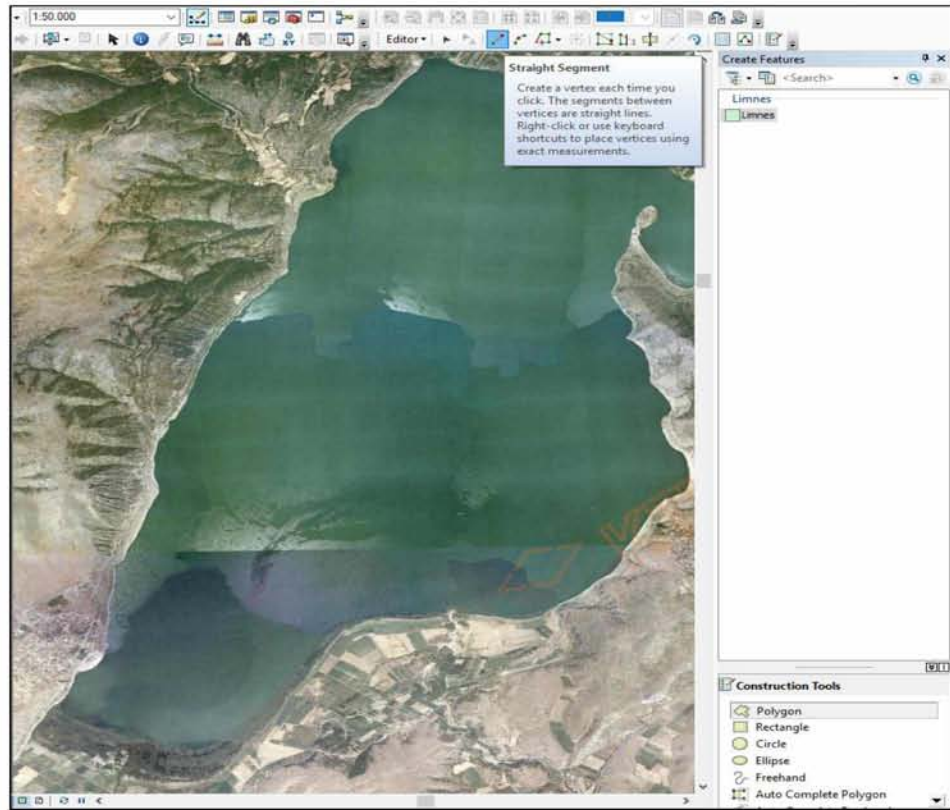 1:50.000
Editor
Straight Segment
Create a vertex each time you
click. The segments between
vertices are straight lines.
Right-click or use keyboard
shortcuts to place vertices using
exact measurements.
Create Features
<Search>
Limnes
Limnes
Construction Tools
Polygon
Rectangle
Circle
Ellipse
Freehand
Auto Complete Polygon